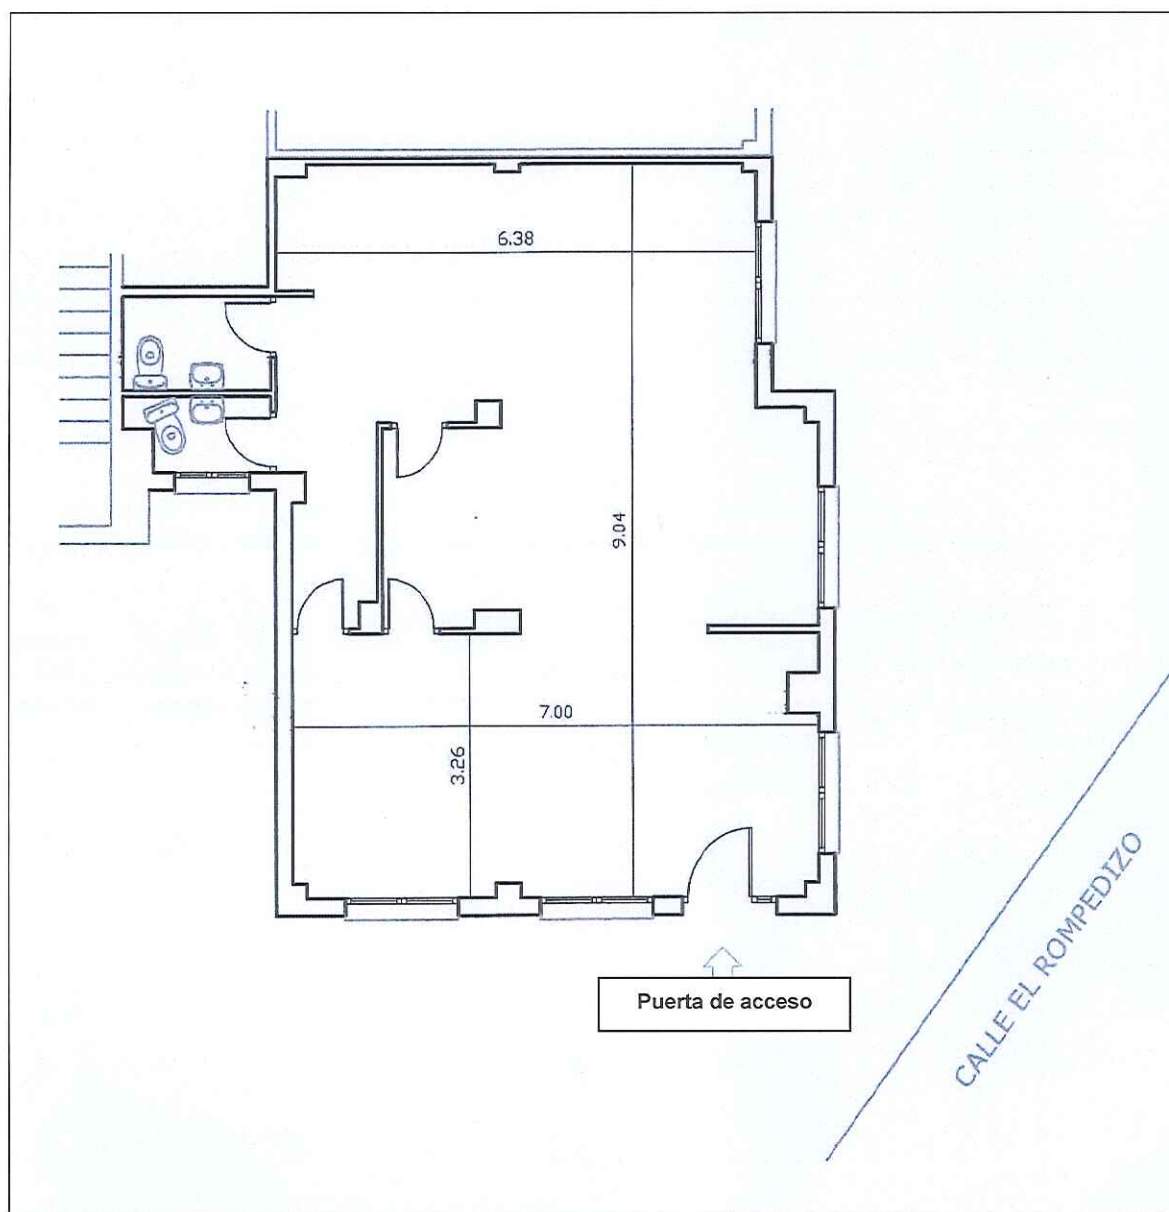 6.38
9.04
7.00
3.26
Puerta de acceso
CALLE EL ROMPEDIZO